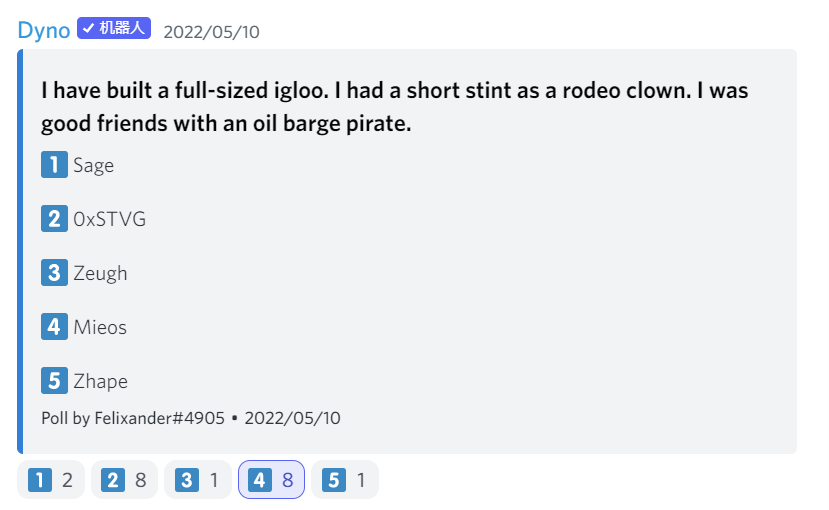 Dyno ✓ 机器人 2022/05/10
I have built a full-sized igloo. I had a short stint as a rodeo clown. I was
good friends with an oil barge pirate.
1 Sage
2 0xSTVG
3 Zeugh
4 Mieos
5 Zhape
Poll by Felixander#4905 • 2022/05/10
1 2 2 8 3 1 4 8 5 1